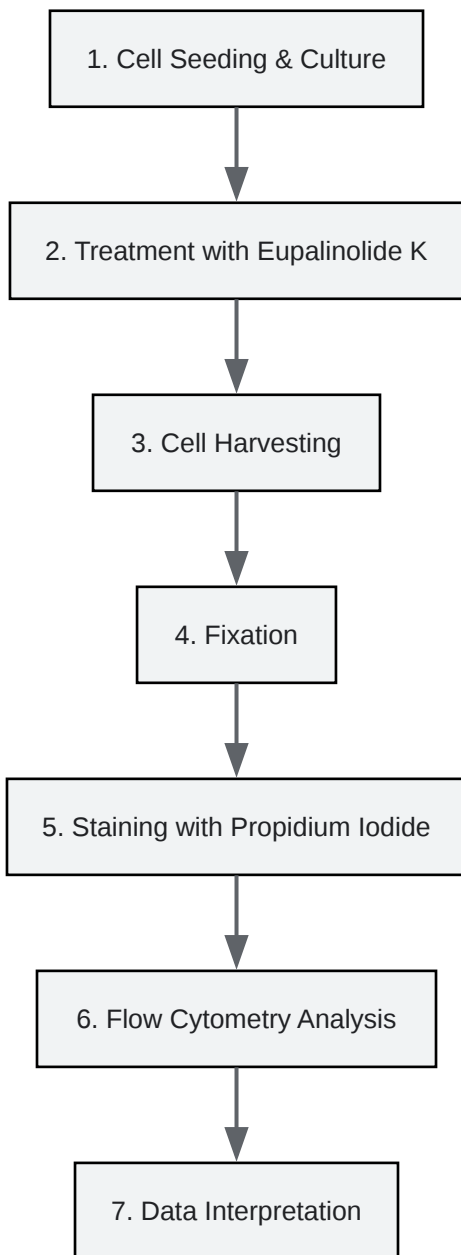 1. Cell Seeding & Culture
2. Treatment with Eupalinolide K
3. Cell Harvesting
4. Fixation
5. Staining with Propidium Iodide
6. Flow Cytometry Analysis
7. Data Interpretation